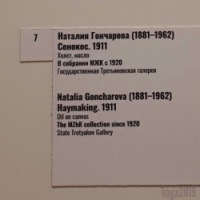 7
Наталия Гончарова (1881–1962)
Сенокос. 1911
Холст, масло
В собрании МЖК с 1920
Государственная Третьяковская галерея
Natalia Goncharova (1881–1962)
Haymaking. 1911
Oil on canvas
The MZhK collection since 1920
State Tretyakov Gallery
Yoga2019